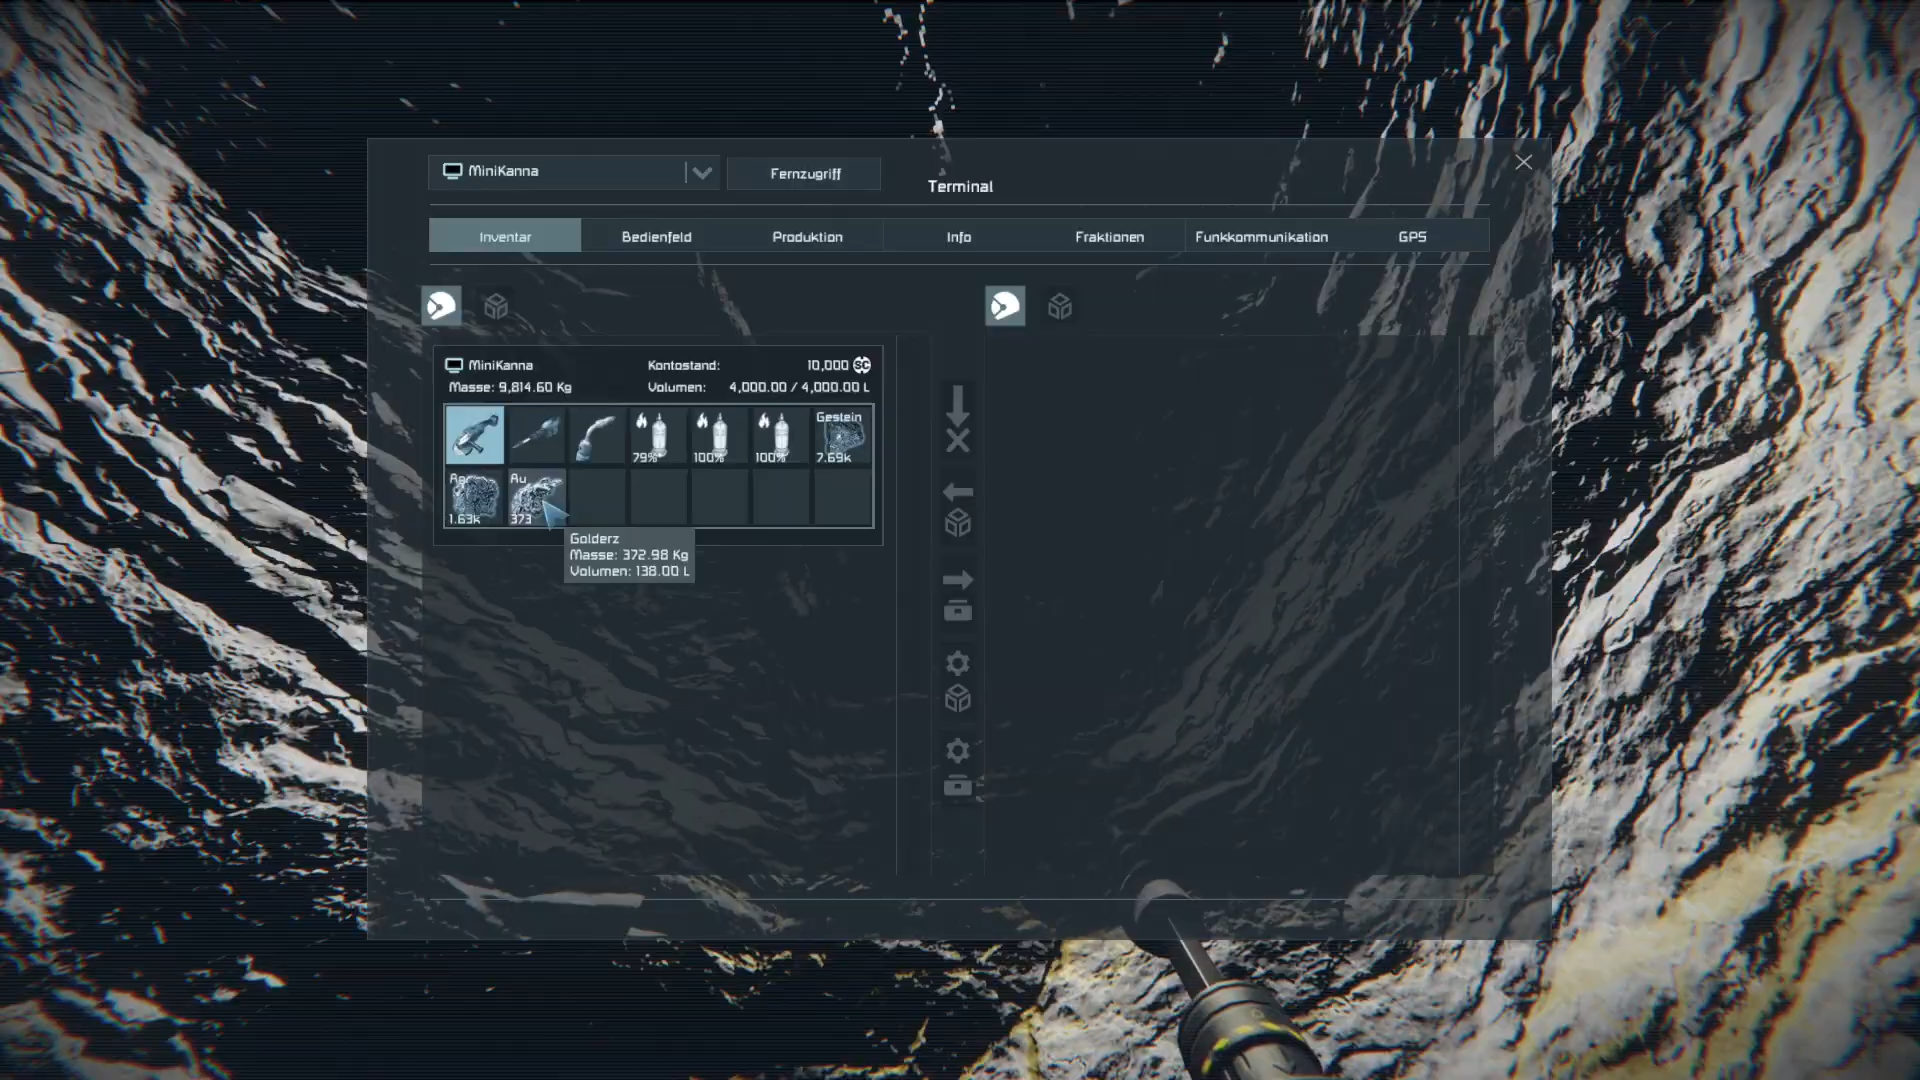 MiniKanna
Fernzugriff
Terminal
Inventar
Bedienfeld
Produktion
Info
Fraktionen
Funkkommunikation
GPS
MiniKanna
Kontostand: 10,000 SC
Masse: 9,814.60 Kg
Volumen: 4,000.00 / 4,000.00 L
79%
100%
100%
Gestein
7.69k
1.63k
Au
373
Golderz
Masse: 372.98 Kg
Volumen: 138.00 L